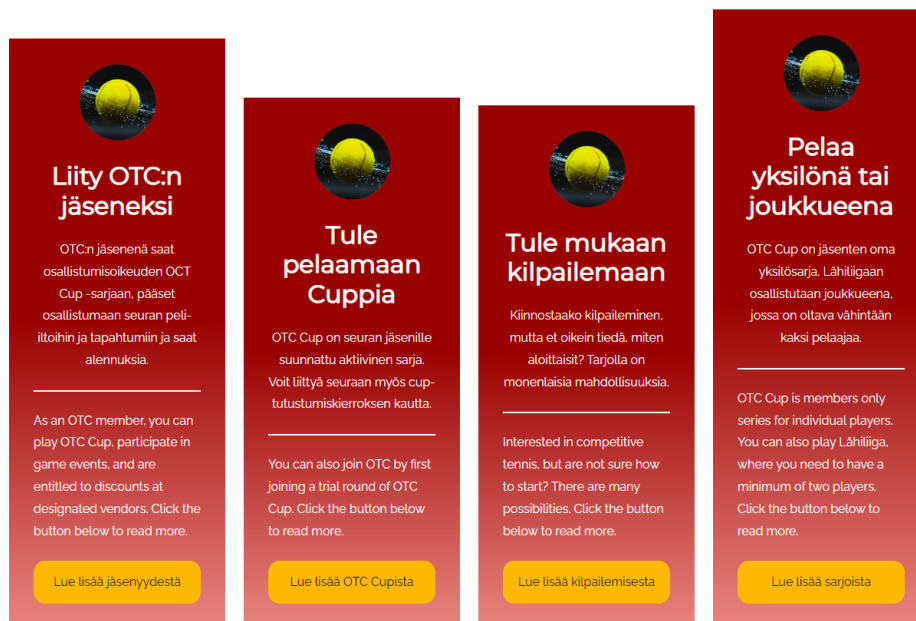 Liity OTC:n
jäseneksi
OTC:n jäsenenä saat
osallistumisoikeuden OCT
Cup -sarjaan, pääset
osallistumaan seuran peli-
iltoihin ja tapahtumiin ja saat
alennuksia.
As an OTC member, you can
play OTC Cup, participate in
game events, and are
entitled to discounts at
designated vendors. Click the
button below to read more.
Lue lisää jäsenyydestä
Tule
pelaamaan
Cuppia
OTC Cup on seuran jäsenille
suunnattu aktiivinen sarja.
Voit liittyä seuraan myös cup-
tutustumiskierroksen kautta.
You can also join OTC by first
joining a trial round of OTC
Cup. Click the button below
to read more.
Lue lisää OTC Cupista
Tule mukaan
kilpailemaan
Kiinnostaako kilpaileminen,
mutta et oikein tiedä, miten
aloittaisit? Tarjolla on
monenlaisia mahdollisuuksia.
Interested in competitive
tennis, but are not sure how
to start? There are many
possibilities. Click the button
below to read more.
Lue lisää kilpailemisesta
Pelaa
yksilönä tai
joukkueena
OTC Cup on jäsenten oma
yksilösarja. Lähiliigaan
osallistutaan joukkueena,
jossa on oltava vähintään
kaksi pelaajaa.
OTC Cup is members only
series for individual players.
You can also play Lähiliiga,
where you need to have a
minimum of two players.
Click the button below to
read more.
Lue lisää sarjoista